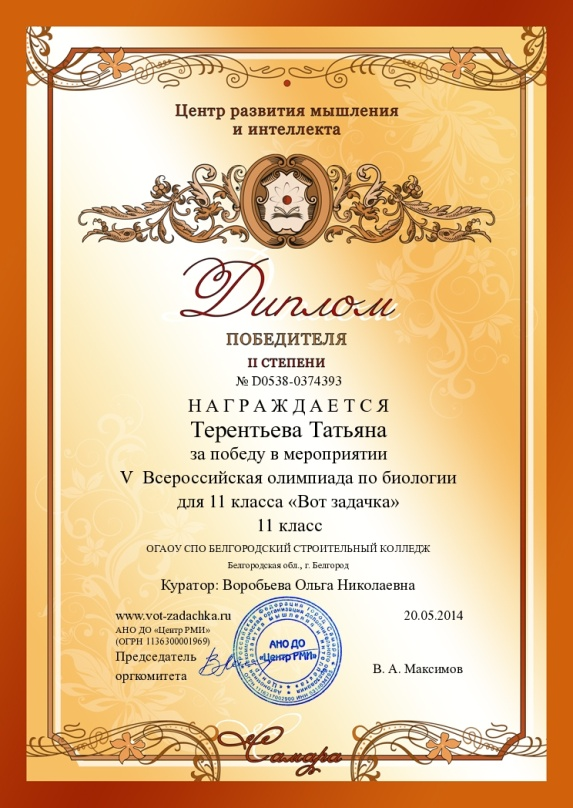 Центр развития мышления
и интеллекта
Диплом
ПОБЕДИТЕЛЯ
II СТЕПЕНИ
№ D0538-0374393
НАГРАЖДАЕТСЯ
Терентьева Татьяна
за победу в мероприятии
V Всероссийская олимпиада по биологии
для 11 класса «Вот задачка»
11 класс
ОГАОУ СПО БЕЛГОРОДСКИЙ СТРОИТЕЛЬНЫЙ КОЛЛЕДЖ
Белгородская обл., г. Белгород
Куратор: Воробьева Ольга Николаевна
www.vot-zadachka.ru 20.05.2014
АНО ДО «Центр РМИ»
(ОГРН 1136300001969)
Председатель
оргкомитета
В. А. Максимов
АНО ДО
«Центр РМИ»
Самара